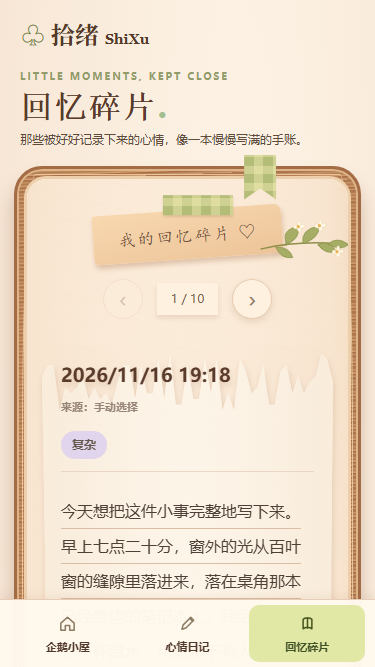 拾绪 ShiXu
LITTLE MOMENTS, KEPT CLOSE
回忆碎片。
那些被好好记录下来的心情，像一本慢慢写满的手账。
我的回忆碎片 ♡
‹ 1 / 10 ›
2026/11/16 19:18
来源：手动选择
复杂
今天想把这件小事完整地写下来。
早上七点二十分，窗外的光从百叶
窗的缝隙里落进来，落在桌角那本
企鹅小屋 心情日记 回忆碎片